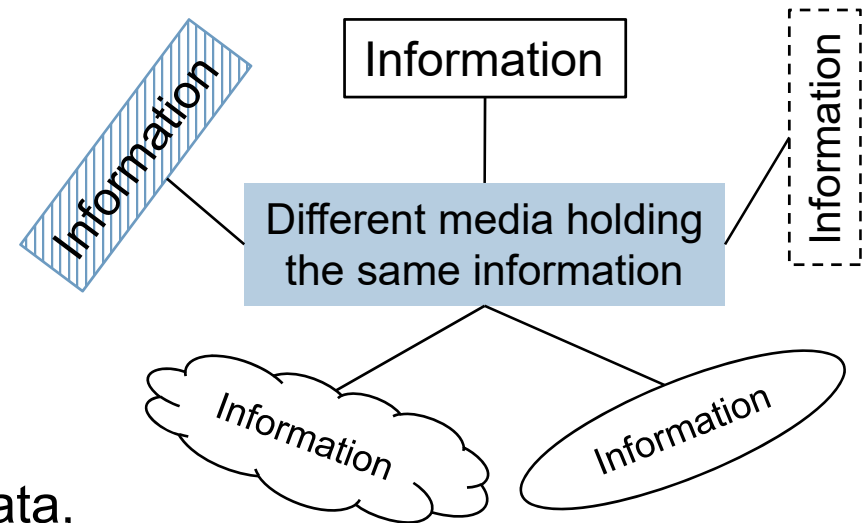 Information
Information
Information
Different media holding
the same information
Information
Information
ata.